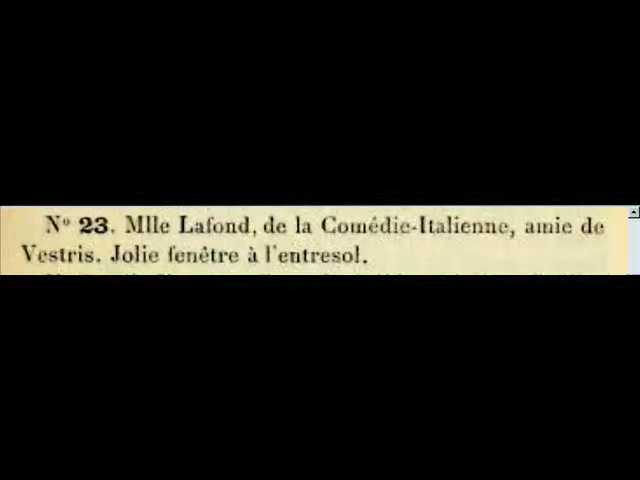 N° 23. Mlle Lafond, de la Comédie-Italienne, amie de
Vestris. Jolie fenêtre à l'entresol.